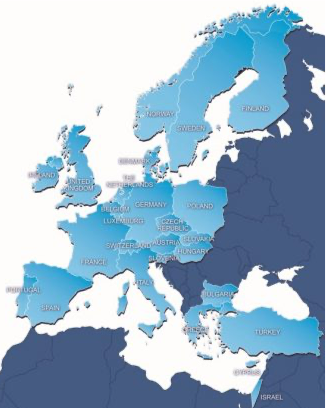 NORWAY
FINLAND
SWEDEN
DENMARK
IRELAND
UNITED
KINGDOM
THE
NETHERLANDS
BELGIUM
GERMANY
POLAND
LUXEMBURG
CZECH
REPUBLIC
SLOVAKIA
SWITZERLAND
AUSTRIA
HUNGARY
FRANCE
SLOVENIA
ITALY
PORTUGAL
SPAIN
BULGARIA
GREECE
TURKEY
CYPRUS
ISRAEL